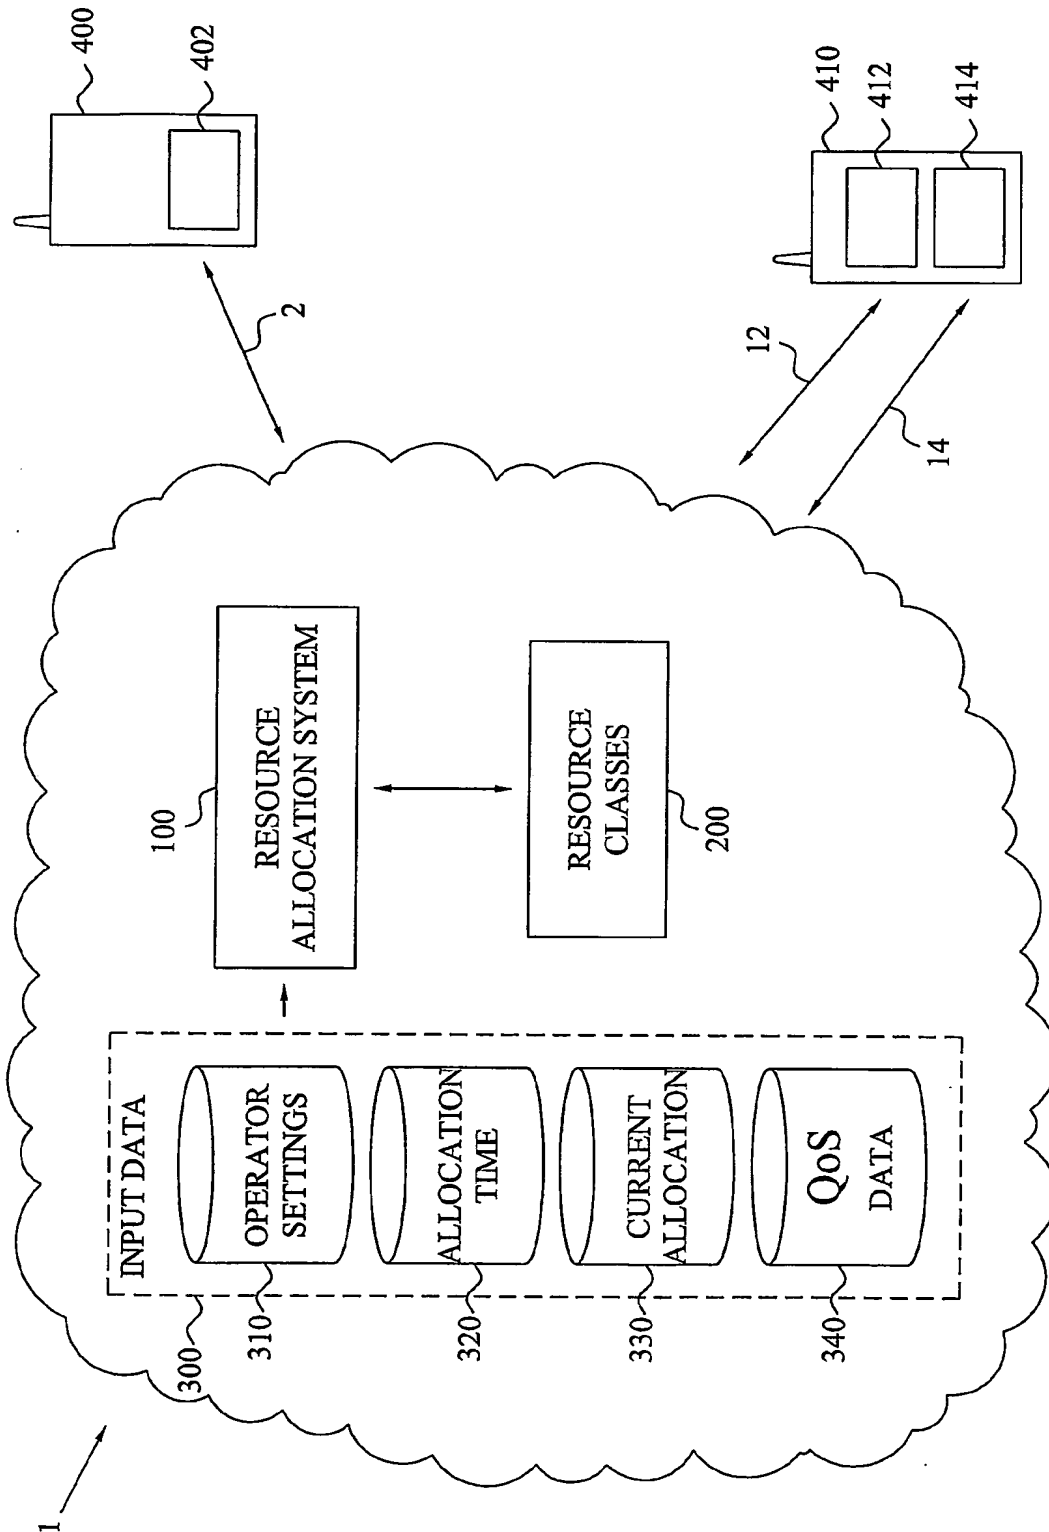 1
INPUT DATA
300
310
OPERATOR
SETTINGS
320
ALLOCATION
TIME
330
CURRENT
ALLOCATION
340
QoS
DATA
100
RESOURCE
ALLOCATION SYSTEM
RESOURCE
CLASSES
200
2
400
402
12
14
410
412
414